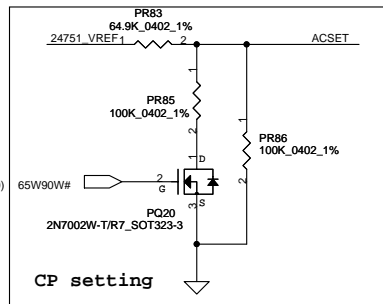 PR83
64.9K_0402_1%
24751_VREF 1 2 ACSET
1 1
PR85
100K_0402_1%
PR86
100K_0402_1%
2 2
1
D
) 65W90W# 2
G
S
3
PQ20
2N7002W-T/R7_SOT323-3
CP setting